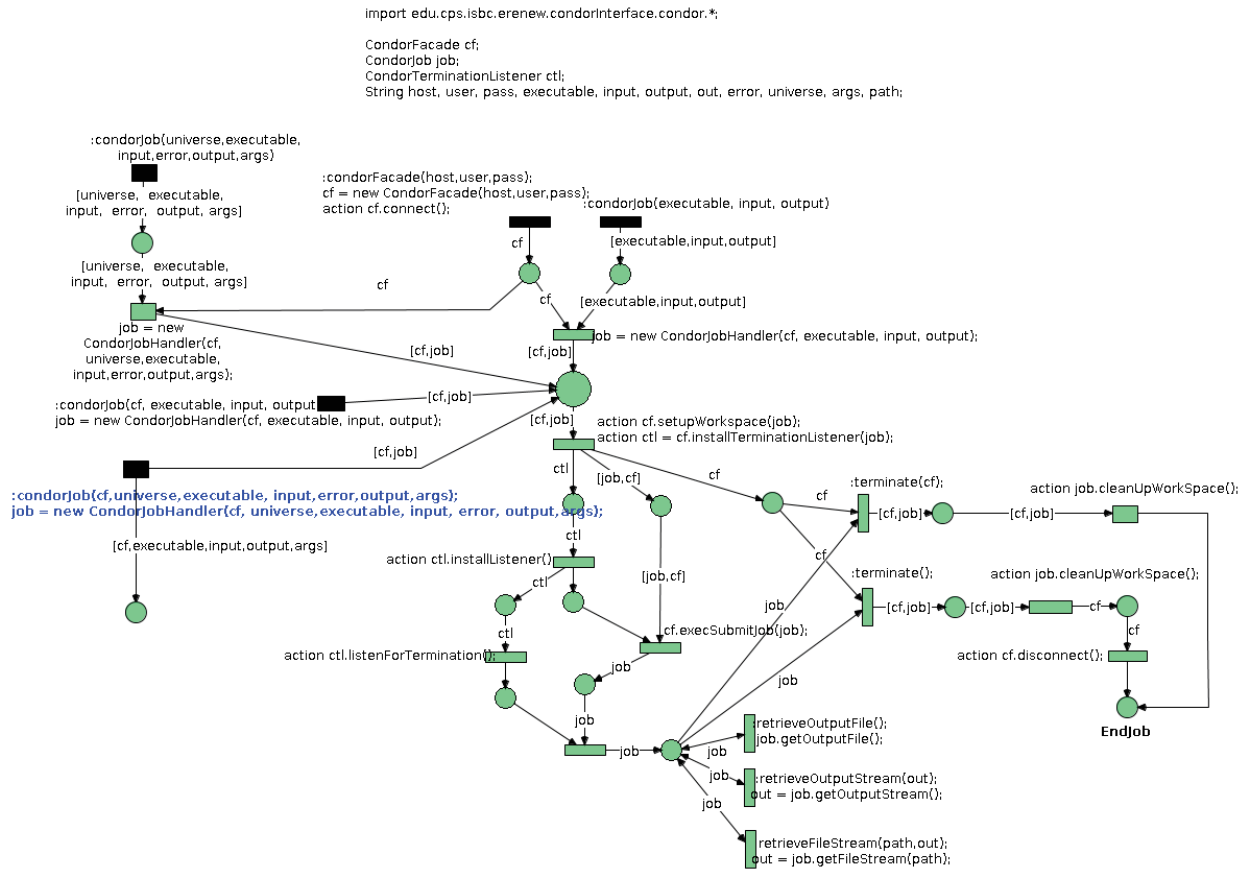 import edu.cps.isbc.erenew.condorInterface.condor.*;
CondorFacade cf;
CondorJob job;
CondorTerminationListener ctl;
String host, user, pass, executable, input, output, out, error, universe, args, path;
:condorJob(universe,executable,
input,error,output,args)
[universe, executable,
input, error, output, args]
[universe, executable,
input, error, output, args]
job = new
CondorJobHandler(cf,
universe,executable,
input,error,output,args);
:condorFacade(host,user,pass);
cf = new CondorFacade(host,user,pass);
action cf.connect();
:condorJob(executable, input, output)
cf
[executable,input,output]
cf
cf
[executable,input,output]
job = new CondorJobHandler(cf, executable, input, output);
[cf,job]
[cf,job]
:condorJob(cf, executable, input, output
job = new CondorJobHandler(cf, executable, input, output);
[cf,job]
[cf,job]
[cf,job]
action cf.setupWorkspace(job);
action ctl = cf.installTerminationListener(job);
:condorJob(cf,universe,executable, input,error,output,args);
job = new CondorJobHandler(cf, universe,executable, input, error, output,args);
[cf,executable,input,output,args]
ctl
[job,cf]
cf
cf
:terminate(cf);
[cf,job]
[cf,job]
action job.cleanUpWorkSpace();
ctl
action ctl.installListener()
cf
[job,cf]
ctl
:terminate();
[cf,job]
[cf,job]
action job.cleanUpWorkSpace();
cf
cf
action cf.disconnect();
EndJob
job
cf.execSubmitJob(job);
ctl
action ctl.listenForTermination();
job
job
job
job
:retrieveOutputFile();
job.getOutputFile();
job
:retrieveOutputStream(out);
out = job.getOutputStream();
job
job
retrieveFileStream(path,out);
out = job.getFileStream(path);